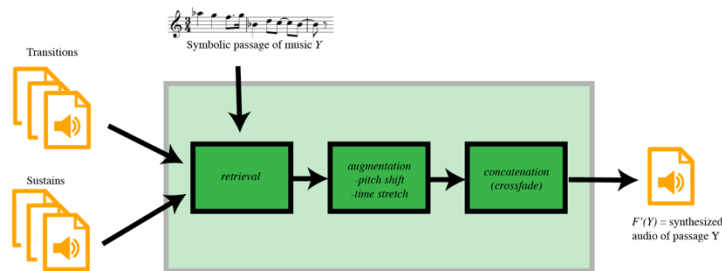 Symbolic passage of music Y
Transitions
Sustains
retrieval
augmentation
-pitch shift
-time stretch
concatenation
(crossfade)
F'(Y) = synthesized
audio of passage Y